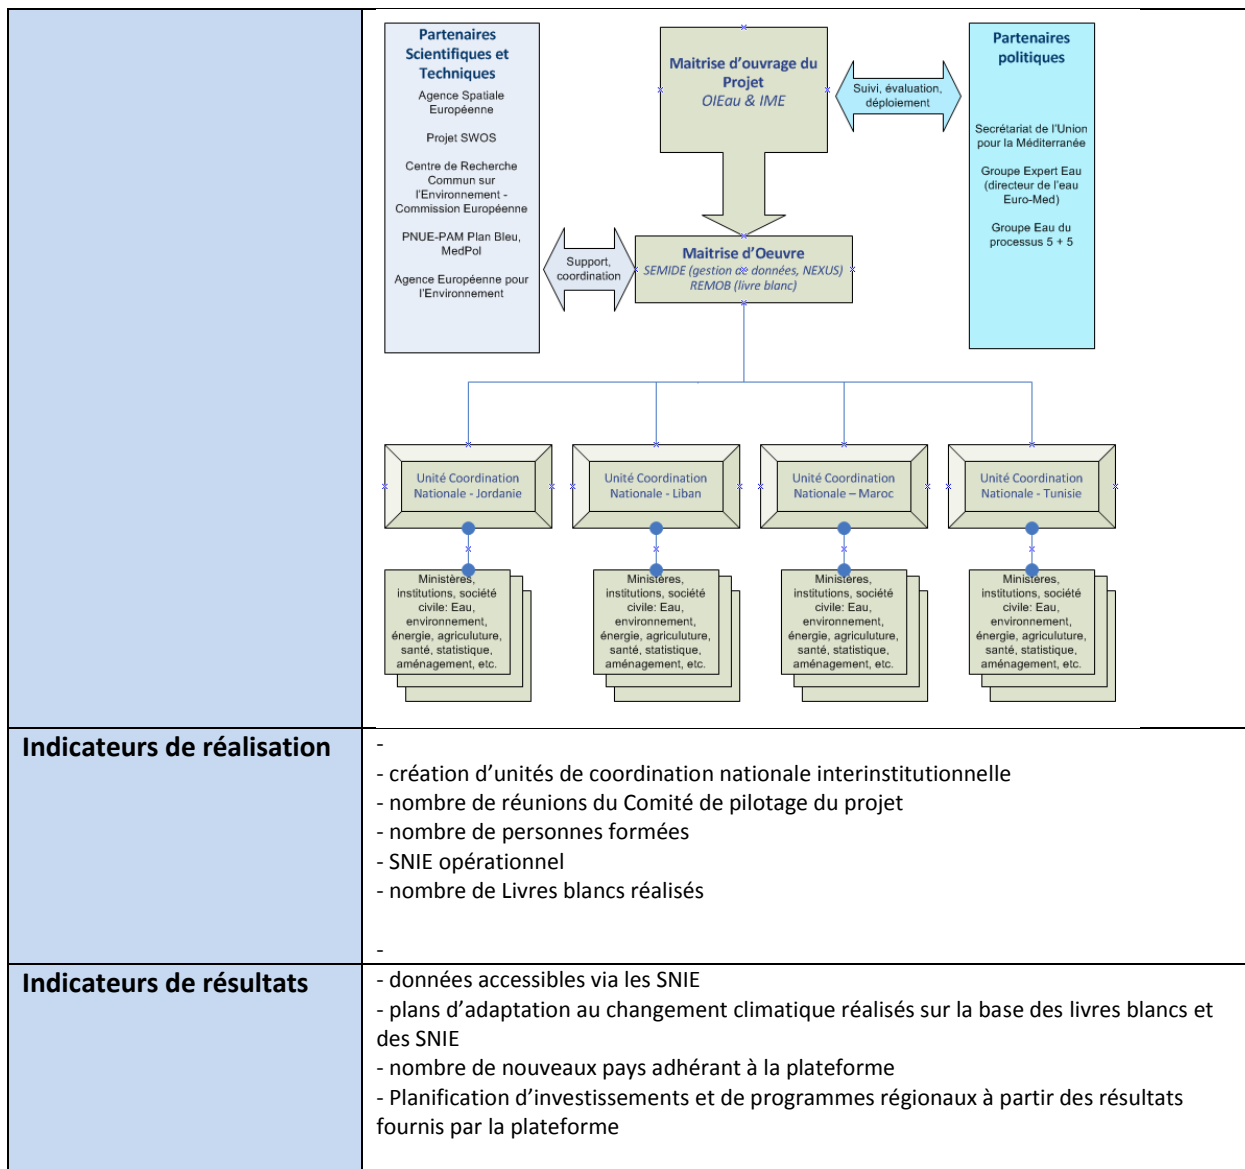 Partenaires
Scientifiques et
Techniques
Agence Spatiale
Européenne
Projet SWOS
Centre de Recherche
Commun sur
l'Environnement -
Commission Européenne
PNUE-PAM Plan Bleu,
MedPol
Agence Européenne pour
l'Environnement
Maitrise d'ouvrage du
Projet
OIEau & IME
Suivi, évaluation,
déploiement
Partenaires
politiques
Secrétariat de l'Union
pour la Méditerranée
Groupe Expert Eau
(directeur de l'eau
Euro-Med)
Groupe Eau du
processus 5 + 5
Support,
coordination
Maitrise d'Oeuvre
SEMIDE (gestion de données, NEXUS)
REMOB (livre blanc)
Unité Coordination
Nationale - Jordanie
Unité Coordination
Nationale - Liban
Unité Coordination
Nationale – Maroc
Unité Coordination
Nationale - Tunisie
Ministères,
institutions, société
civile: Eau,
environnement,
énergie, agriculuture,
santé, statistique,
aménagement, etc.
Ministères,
institutions, société
civile: Eau,
environnement,
énergie, agriculuture,
santé, statistique,
aménagement, etc.
Ministères,
institutions, société
civile: Eau,
environnement,
énergie, agriculuture,
santé, statistique,
aménagement, etc.
Ministères,
institutions, société
civile: Eau,
environnement,
énergie, agriculuture,
santé, statistique,
aménagement, etc.
Indicateurs de réalisation
-
- création d'unités de coordination nationale interinstitutionnelle
- nombre de réunions du Comité de pilotage du projet
- nombre de personnes formées
- SNIE opérationnel
- nombre de Livres blancs réalisés
-
Indicateurs de résultats
- données accessibles via les SNIE
- plans d'adaptation au changement climatique réalisés sur la base des livres blancs et
des SNIE
- nombre de nouveaux pays adhérant à la plateforme
- Planification d'investissements et de programmes régionaux à partir des résultats
fournis par la plateforme